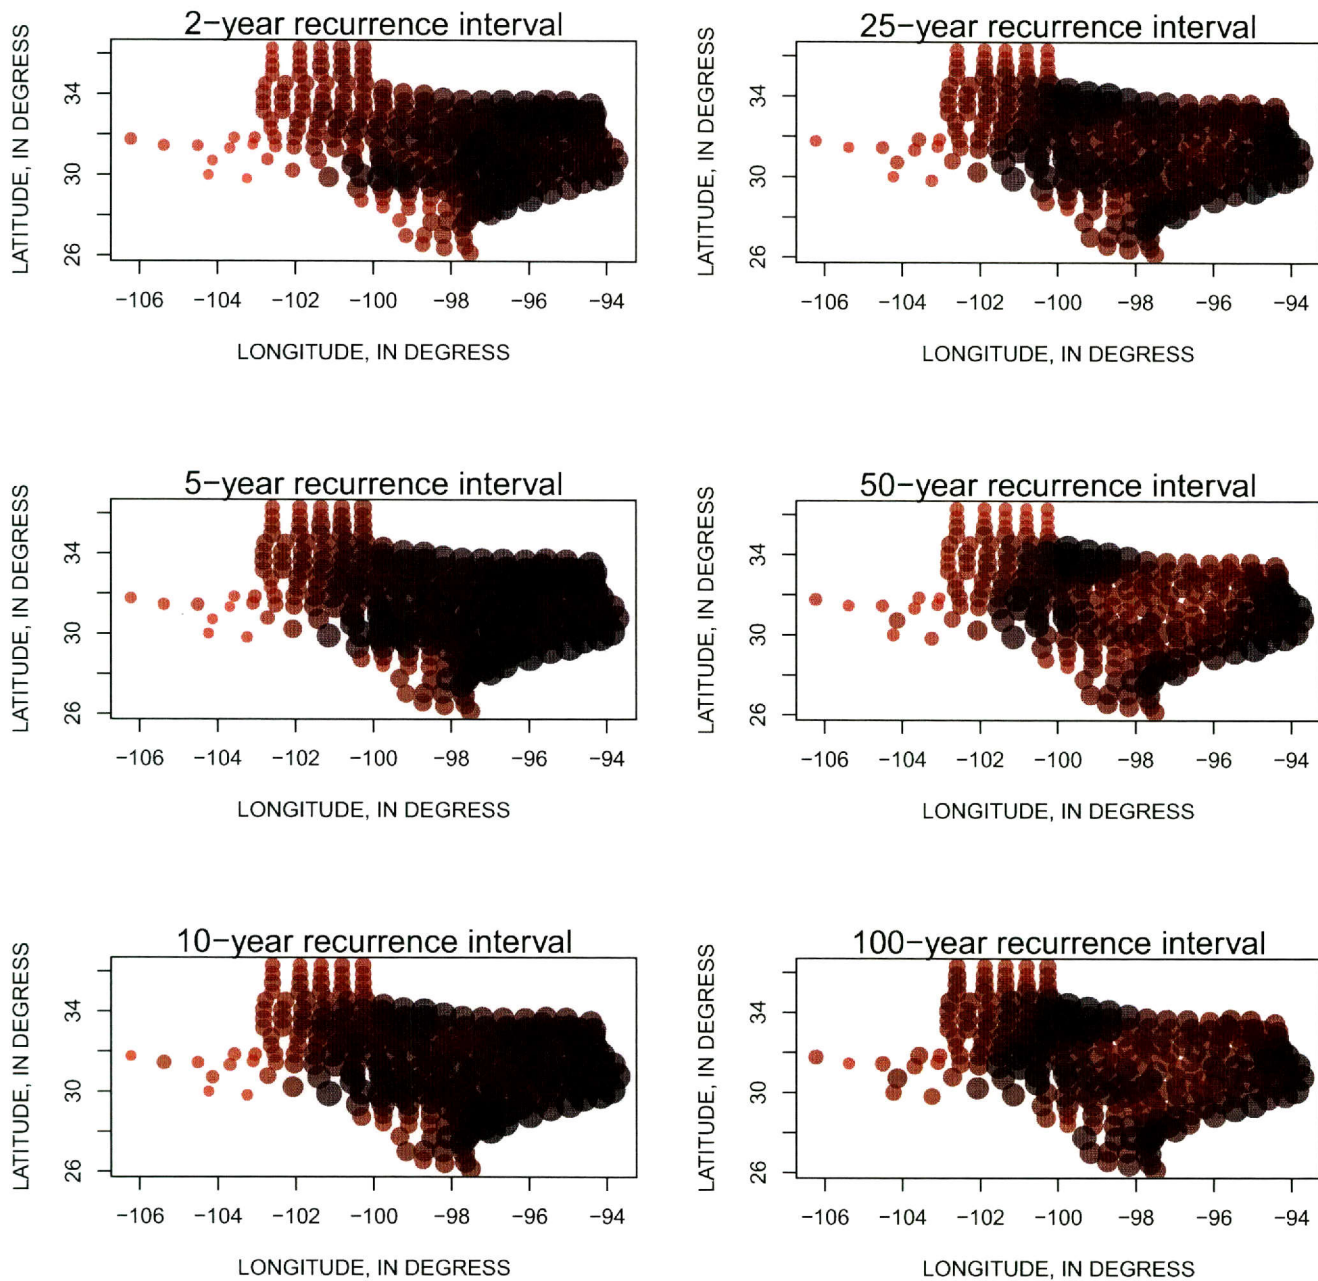 2−year recurrence interval
LATITUDE, IN DEGREES
34
30
26
−106 −104 −102 −100 −98 −96 −94
LONGITUDE, IN DEGRESS
25−year recurrence interval
LATITUDE, IN DEGREES
34
30
26
−106 −104 −102 −100 −98 −96 −94
LONGITUDE, IN DEGRESS
5−year recurrence interval
LATITUDE, IN DEGREES
34
30
26
−106 −104 −102 −100 −98 −96 −94
LONGITUDE, IN DEGRESS
50−year recurrence interval
LATITUDE, IN DEGREES
34
30
26
−106 −104 −102 −100 −98 −96 −94
LONGITUDE, IN DEGRESS
10−year recurrence interval
LATITUDE, IN DEGREES
34
30
26
−106 −104 −102 −100 −98 −96 −94
LONGITUDE, IN DEGRESS
100−year recurrence interval
LATITUDE, IN DEGREES
34
30
26
−106 −104 −102 −100 −98 −96 −94
LONGITUDE, IN DEGRESS